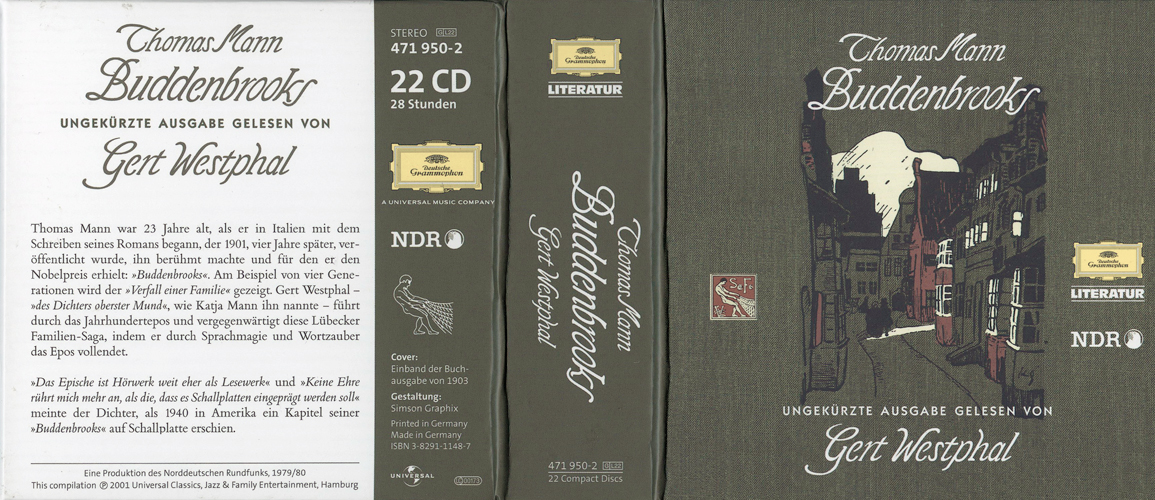 Thomas Mann
Buddenbrooks
UNGEKÜRZTE AUSGABE GELESEN VON
Gert Westphal
Thomas Mann war 23 Jahre alt, als er in Italien mit dem
Schreiben seines Romans begann, der 1901, vier Jahre später, ver-
öffentlicht wurde, ihn berühmt machte und für den er den
Nobelpreis erhielt: »Buddenbrooks«. Am Beispiel von vier Gene-
rationen wird der »Verfall einer Familie« gezeigt. Gert Westphal –
»des Dichters oberster Mund«, wie Katja Mann ihn nannte – führt
durch das Jahrhundertepos und vergegenwärtigt diese Lübecker
Familien-Saga, indem er durch Sprachmagie und Wortzauber
das Epos vollendet.
»Das Epische ist Hörwerk weit eher als Lesewerk« und »Keine Ehre
rührt mich mehr an, als die, dass es Schallplatten eingeprägt werden soll«
meinte der Dichter, als 1940 in Amerika ein Kapitel seiner
»Buddenbrooks« auf Schallplatte erschien.
Eine Produktion des Norddeutschen Rundfunks, 1979/80
This compilation ℗ 2001 Universal Classics, Jazz & Family Entertainment, Hamburg
STEREO GL22
471 950-2
22 CD
28 Stunden
Deutsche
Grammophon
A UNIVERSAL MUSIC COMPANY
NDR
Cover:
Einband der Buch-
ausgabe von 1903
Gestaltung:
Simson Graphix
Printed in Germany
Made in Germany
ISBN 3-8291-1148-7
UNIVERSAL
Deutsche
Grammophon
LITERATUR
Thomas Mann
Buddenbrooks
Gert Westphal
471 950-2 GL22
22 Compact Discs
Thomas Mann
Buddenbrooks
S. Fi.
V.
Deutsche
Grammophon
LITERATUR
NDR
UNGEKÜRZTE AUSGABE GELESEN VON
Gert Westphal